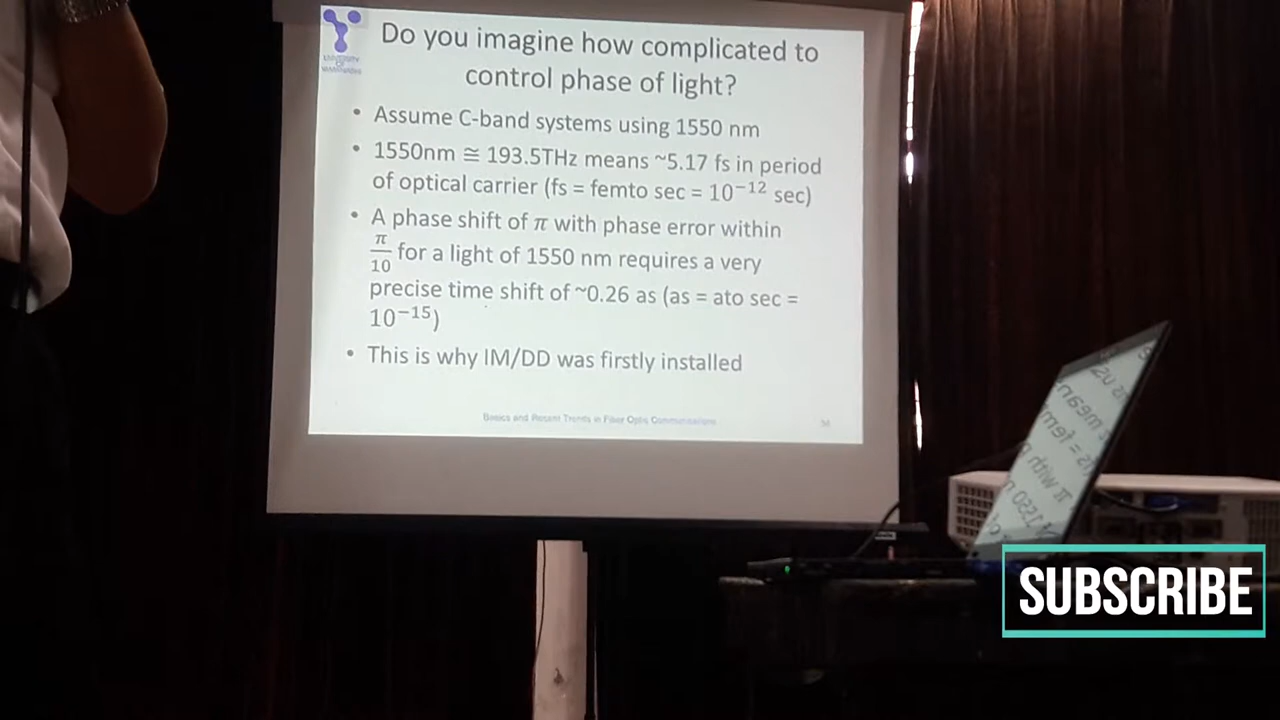 Do you imagine how complicated to
control phase of light?
• Assume C-band systems using 1550 nm
• 1550nm ≅ 193.5THz means ~5.17 fs in period
of optical carrier (fs = femto sec = 10⁻¹² sec)
• A phase shift of π with phase error within
π/10 for a light of 1550 nm requires a very
precise time shift of ~0.26 as (as = ato sec =
10⁻¹⁵)
• This is why IM/DD was firstly installed
Basics and Recent Trends in Fiber Optic Communications
SUBSCRIBE